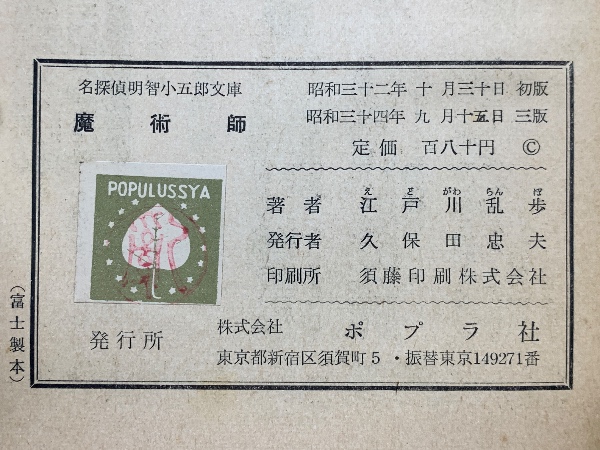 名探偵明智小五郎文庫
魔術師
昭和三十二年 十 月三十日 初版
昭和三十四年 九 月十五日 三版
定価 百八十円 ©
POPULUSSYA
えどがわらんぽ
著者 江戸川乱歩
発行者 久保田忠夫
印刷所 須藤印刷株式会社
発行所
株式会社 ポプラ社
東京都新宿区須賀町5・振替東京149271番
(富士製本)